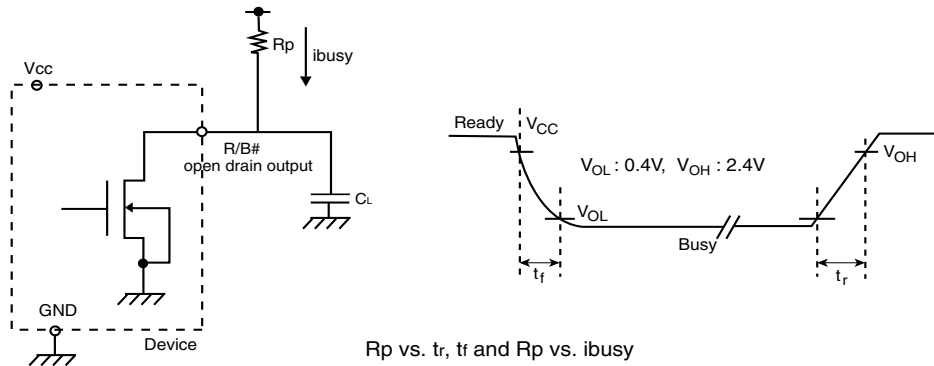 Rp
ibusy
Vcc
R/B#
open drain output
CL
GND
Device
Ready
VCC
VOL : 0.4V, VOH : 2.4V
VOH
VOL
Busy
tf
tr
Rp vs. tr, tf and Rp vs. ibusy